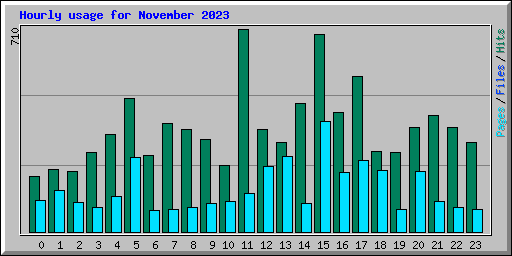 Hourly usage for November 2023
710
Pages/Files/Hits
0 1 2 3 4 5 6 7 8 9 10 11 12 13 14 15 16 17 18 19 20 21 22 23